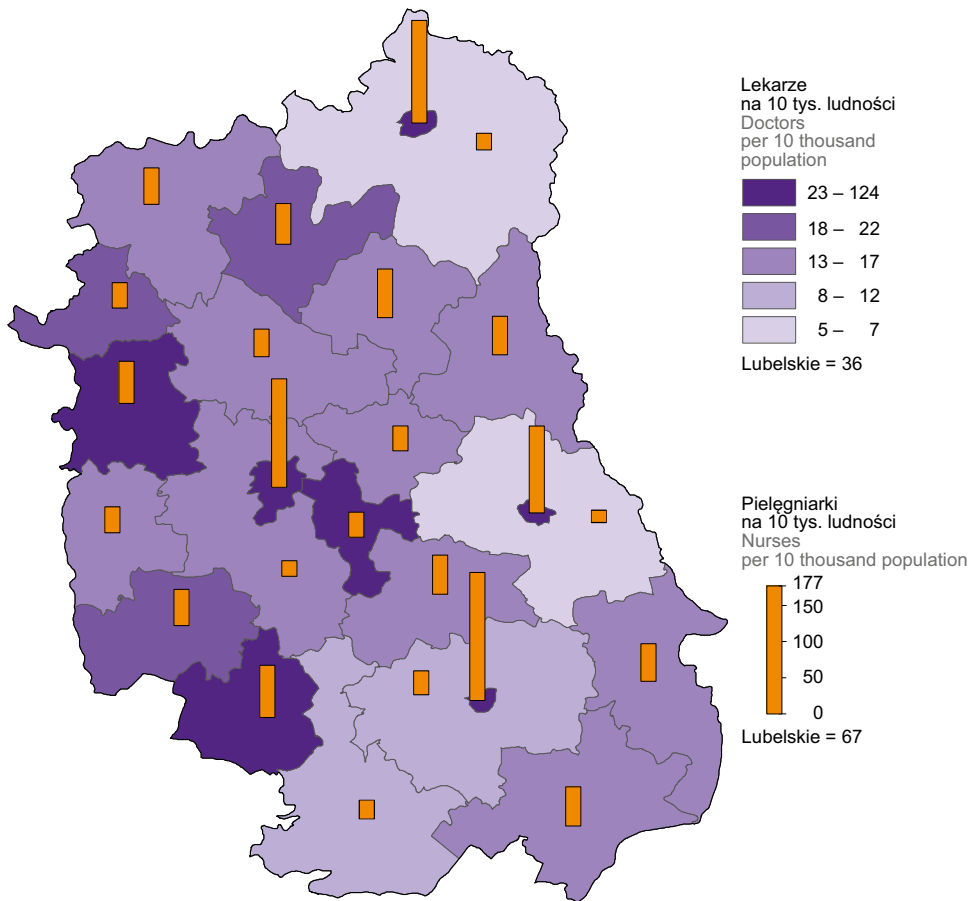 Lekarze
na 10 tys. ludności
Doctors
per 10 thousand
population
23 – 124
18 – 22
13 – 17
8 – 12
5 – 7
Lubelskie = 36
Pielęgniarki
na 10 tys. ludności
Nurses
per 10 thousand population
177
150
100
50
0
Lubelskie = 67